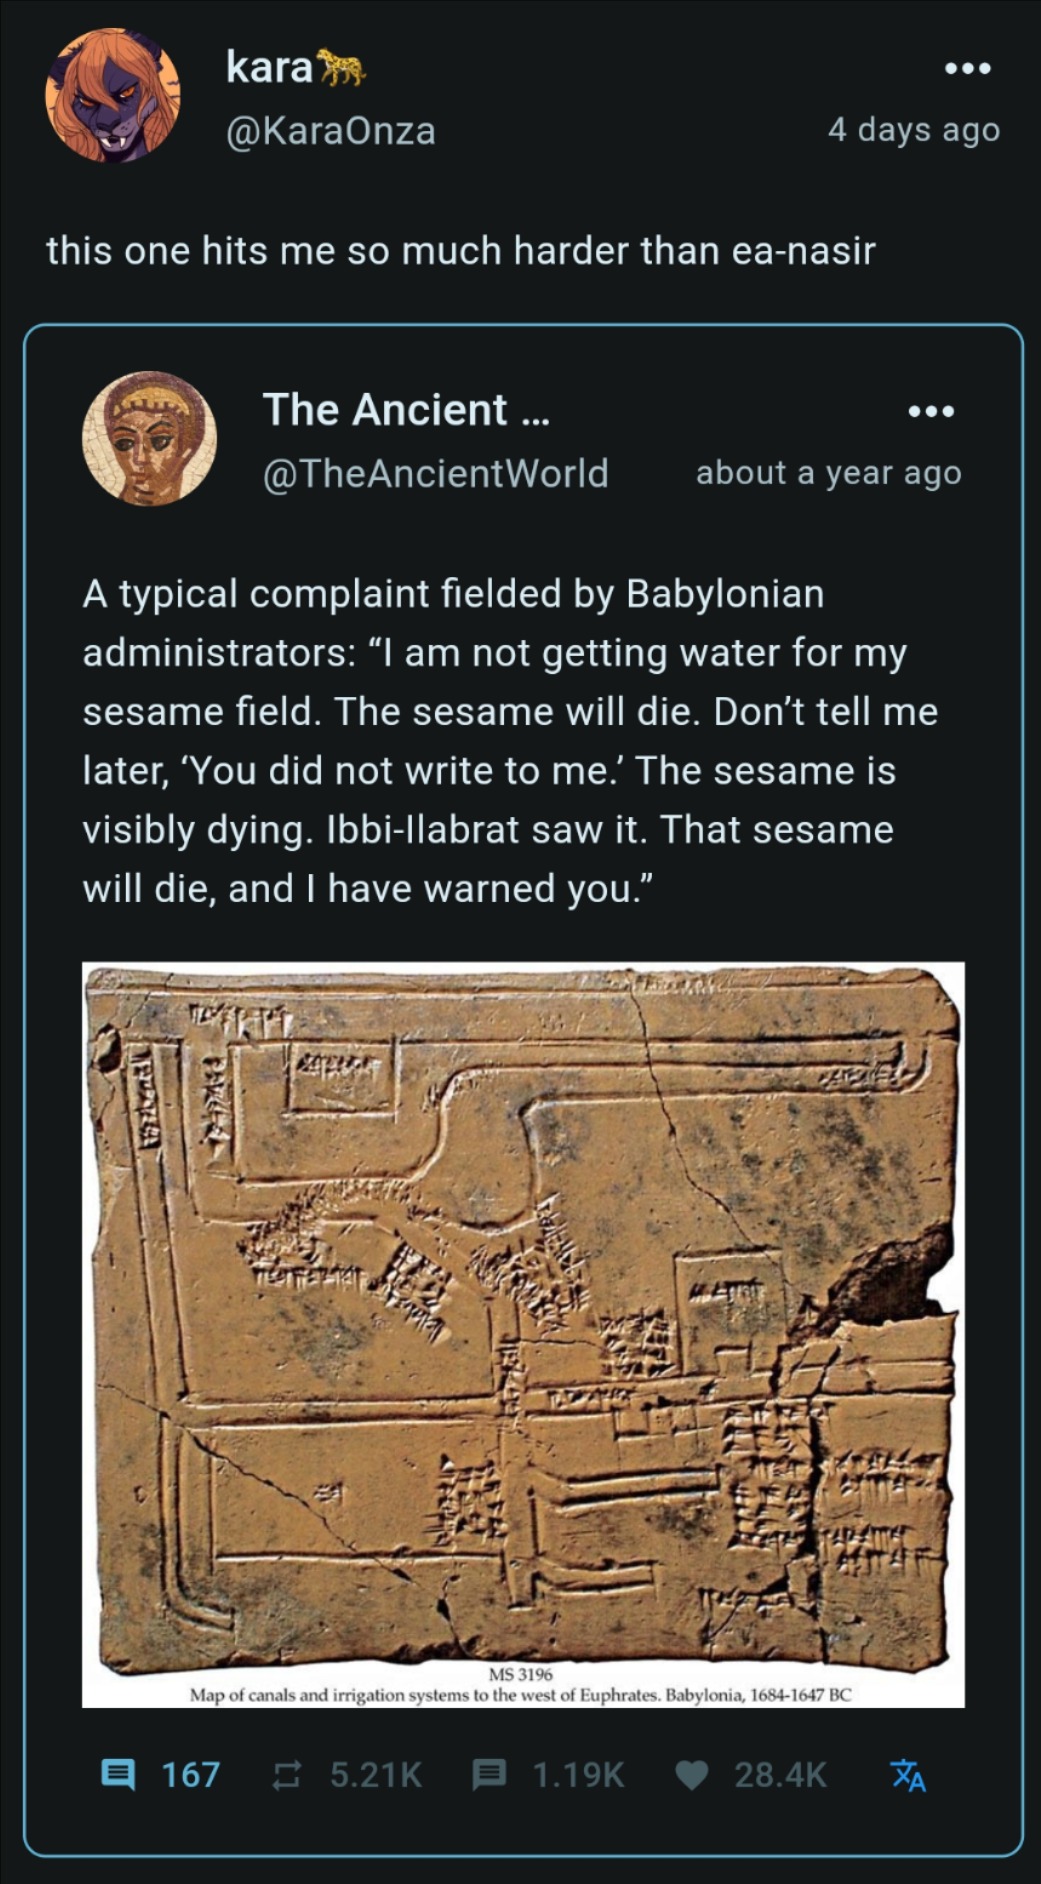 kara🐆
@KaraOnza
4 days ago
this one hits me so much harder than ea-nasir
The Ancient ...
@TheAncientWorld
about a year ago
A typical complaint fielded by Babylonian
administrators: “I am not getting water for my
sesame field. The sesame will die. Don’t tell me
later, ‘You did not write to me.’ The sesame is
visibly dying. Ibbi-Ilabrat saw it. That sesame
will die, and I have warned you.”
MS 3196
Map of canals and irrigation systems to the west of Euphrates. Babylonia, 1684-1647 BC
167
5.21K
1.19K
28.4K